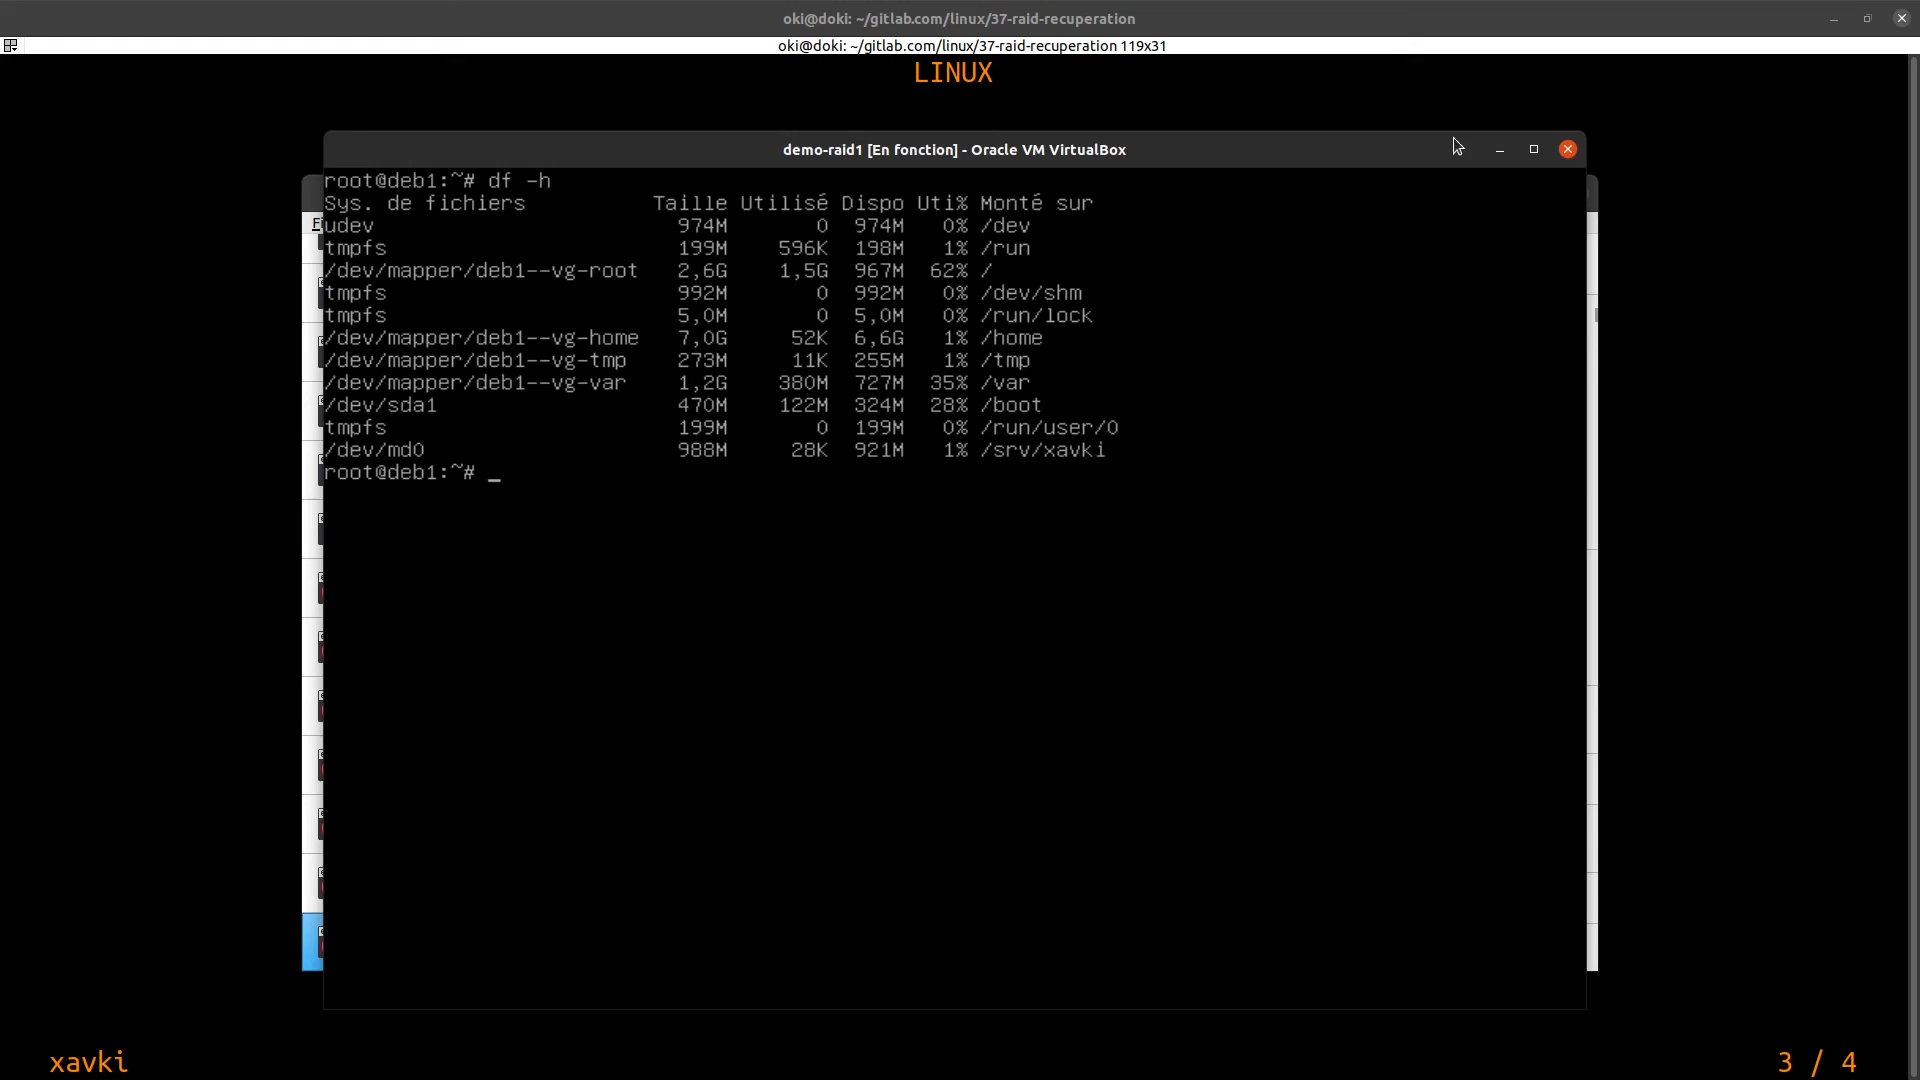 oki@doki: ~/gitlab.com/linux/37-raid-recuperation
oki@doki: ~/gitlab.com/linux/37-raid-recuperation 119x31
LINUX
demo-raid1 [En fonction] - Oracle VM VirtualBox
root@deb1:~# df -h
Sys. de fichiers Taille Utilisé Dispo Uti% Monté sur
udev 974M 0 974M 0% /dev
tmpfs 199M 596K 198M 1% /run
/dev/mapper/deb1--vg-root 2,6G 1,5G 967M 62% /
tmpfs 992M 0 992M 0% /dev/shm
tmpfs 5,0M 0 5,0M 0% /run/lock
/dev/mapper/deb1--vg-home 7,0G 52K 6,6G 1% /home
/dev/mapper/deb1--vg-tmp 273M 11K 255M 1% /tmp
/dev/mapper/deb1--vg-var 1,2G 380M 727M 35% /var
/dev/sda1 470M 122M 324M 28% /boot
tmpfs 199M 0 199M 0% /run/user/0
/dev/md0 988M 28K 921M 1% /srv/xavki
root@deb1:~# _
xavki
3 / 4